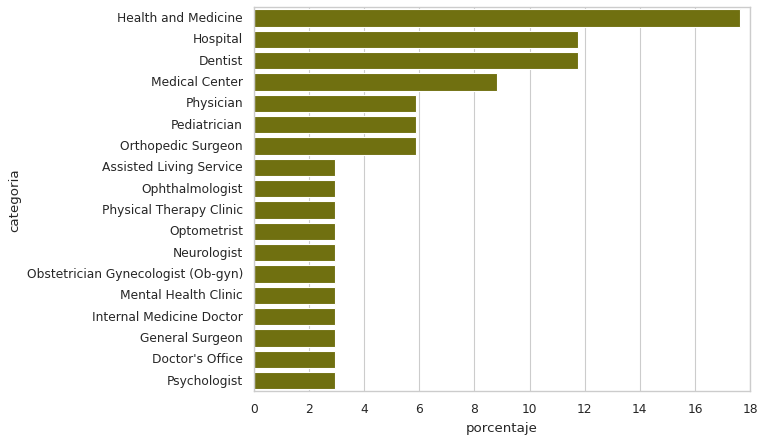 Health and Medicine
Hospital
Dentist
Medical Center
Physician
Pediatrician
Orthopedic Surgeon
Assisted Living Service
Ophthalmologist
Physical Therapy Clinic
Optometrist
Neurologist
Obstetrician Gynecologist (Ob-gyn)
Mental Health Clinic
Internal Medicine Doctor
General Surgeon
Doctor's Office
Psychologist
categoria
0 2 4 6 8 10 12 14 16 18
porcentaje